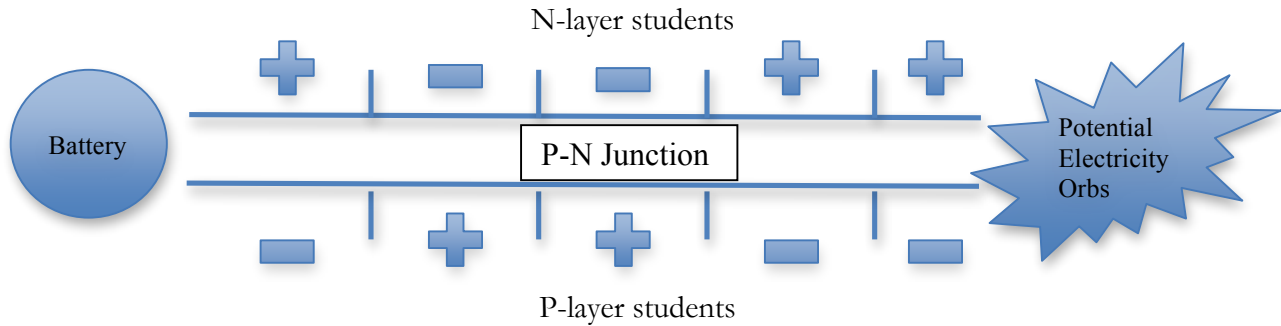 N-layer students
Battery
P-N Junction
Potential
Electricity
Orbs
P-layer students